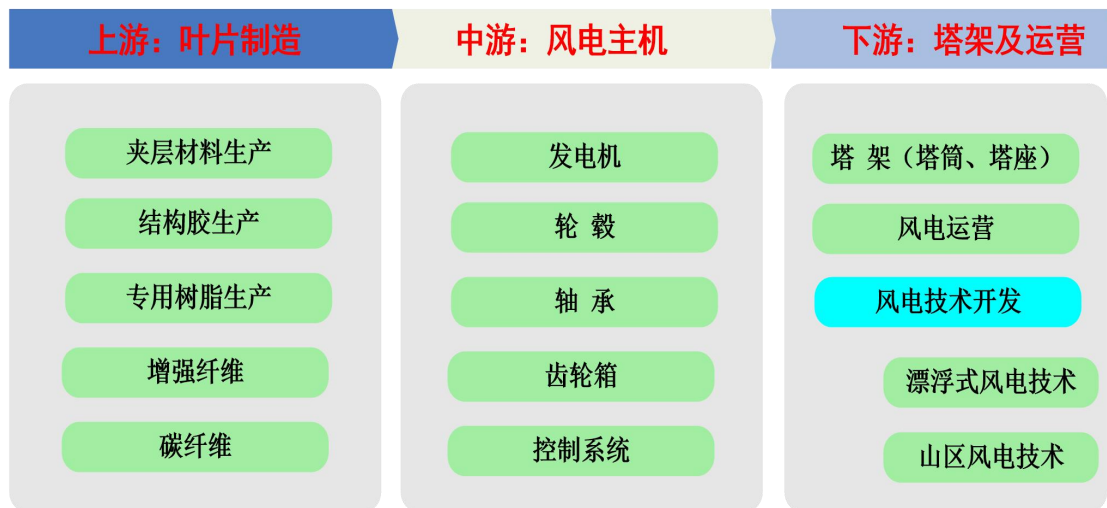 上游：叶片制造
中游：风电主机
下游：塔架及运营
夹层材料生产
结构胶生产
专用树脂生产
增强纤维
碳纤维
发电机
轮 毂
轴 承
齿轮箱
控制系统
塔 架（塔筒、塔座）
风电运营
风电技术开发
漂浮式风电技术
山区风电技术